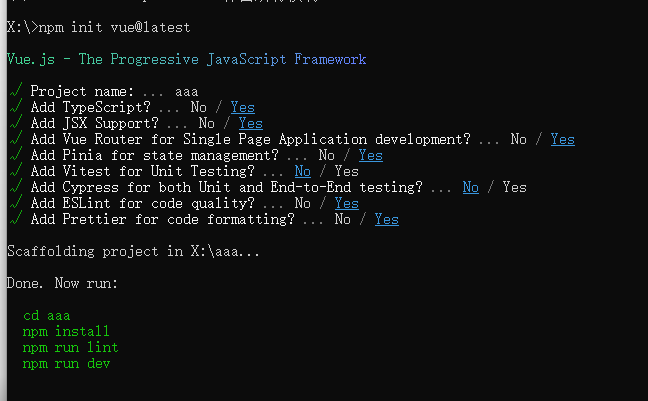 X:\>npm init vue@latest
Vue.js - The Progressive JavaScript Framework
√ Project name: ... aaa
√ Add TypeScript? ... No / Yes
√ Add JSX Support? ... No / Yes
√ Add Vue Router for Single Page Application development? ... No / Yes
√ Add Pinia for state management? ... No / Yes
√ Add Vitest for Unit Testing? ... No / Yes
√ Add Cypress for both Unit and End-to-End testing? ... No / Yes
√ Add ESLint for code quality? ... No / Yes
√ Add Prettier for code formatting? ... No / Yes
Scaffolding project in X:\aaa...
Done. Now run:
cd aaa
npm install
npm run lint
npm run dev